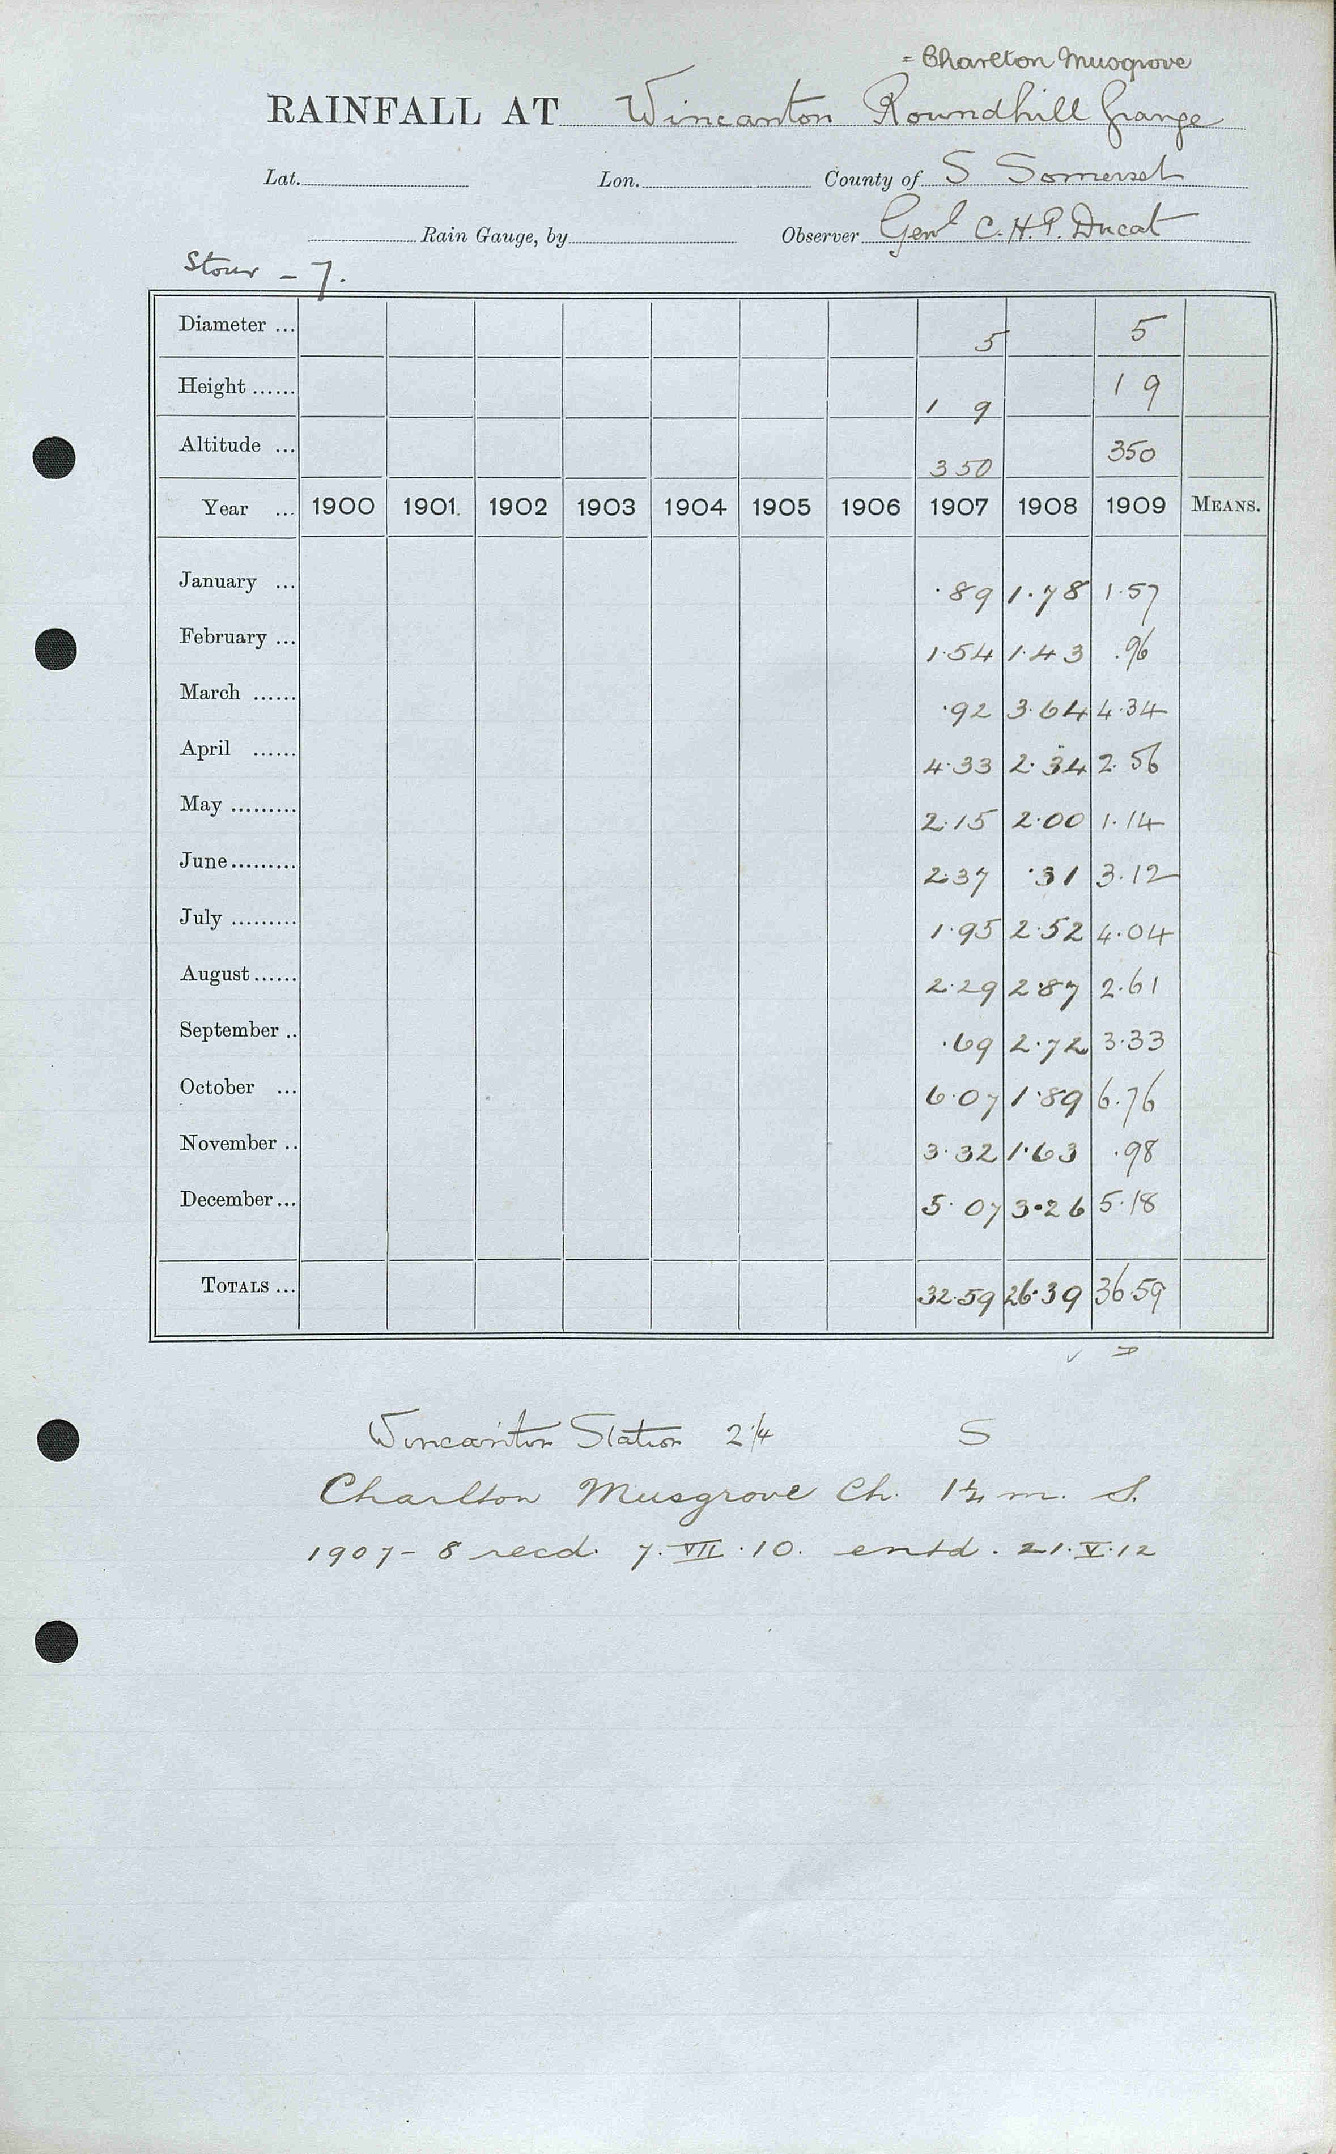 = Charlton Musgrove
RAINFALL AT Wincanton Roundhill Grange
Lat. Lon. County of S Somerset
Rain Gauge, by Observer Genl C. H. P. Ducat
Stour - 7.
Diameter ... 5 5
Height ...... 1 9 1 9
Altitude ... 350 350
Year ... 1900 1901. 1902 1903 1904 1905 1906 1907 1908 1909 MEANS.
January ... ·89 1·78 1·57
February ... 1·54 1·43 .96
March ...... ·92 3·64 4·34
April ...... 4·33 2·34 2·56
May ......... 2·15 2·00 1·14
June......... 2·37 ·31 3·12
July ......... 1·95 2·52 4·04
August...... 2·29 2·87 2·61
September .. ·69 2·72 3·33
October ... 6·07 1·89 6·76
November .. 3·32 1·63 ·98
December... 5·07 3·26 5·18
TOTALS ... 32·59 26·39 36·59
Wincanton Station 2 1/4 S
Charlton Musgrove Ch. 1 1/4 m. S.
1907-8 recd. 7.VII.10. entd. 21.V.12